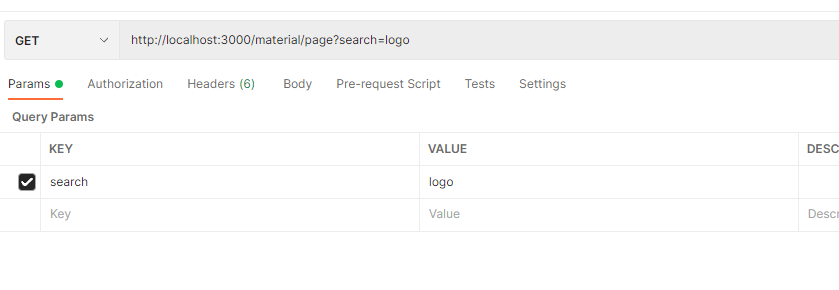 GET http://localhost:3000/material/page?search=logo
Params Authorization Headers (6) Body Pre-request Script Tests Settings
Query Params
KEY VALUE DESC
search logo
Key Value Descr